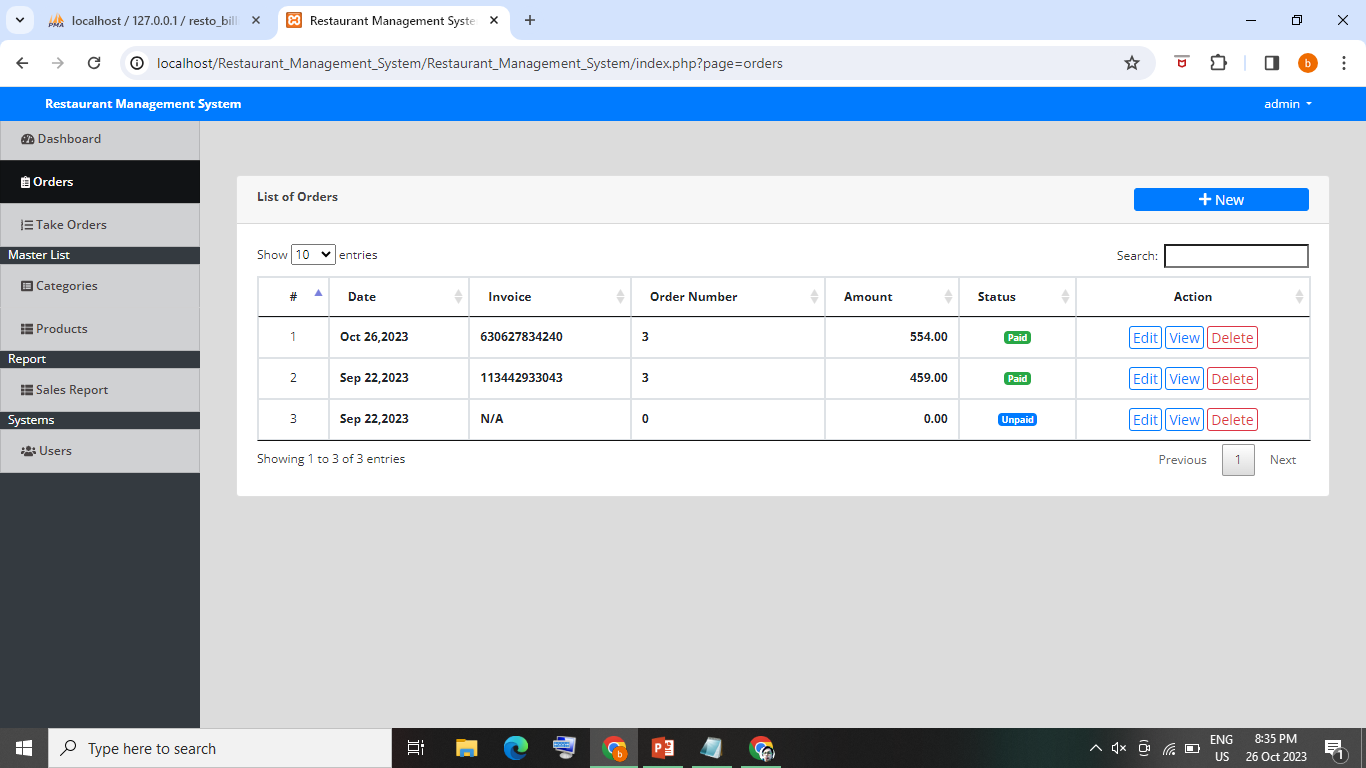 localhost / 127.0.0.1 / resto_bill
Restaurant Management Syste
localhost/Restaurant_Management_System/Restaurant_Management_System/index.php?page=orders
b
Restaurant Management System
admin
Dashboard
Orders
Take Orders
Master List
Categories
Products
Report
Sales Report
Systems
Users
List of Orders
+ New
Show 10 entries
Search:
# Date Invoice Order Number Amount Status Action
1 Oct 26,2023 630627834240 3 554.00 Paid Edit View Delete
2 Sep 22,2023 113442933043 3 459.00 Paid Edit View Delete
3 Sep 22,2023 N/A 0 0.00 Unpaid Edit View Delete
Showing 1 to 3 of 3 entries
Previous 1 Next
Type here to search
ENG
US
8:35 PM
26 Oct 2023
1